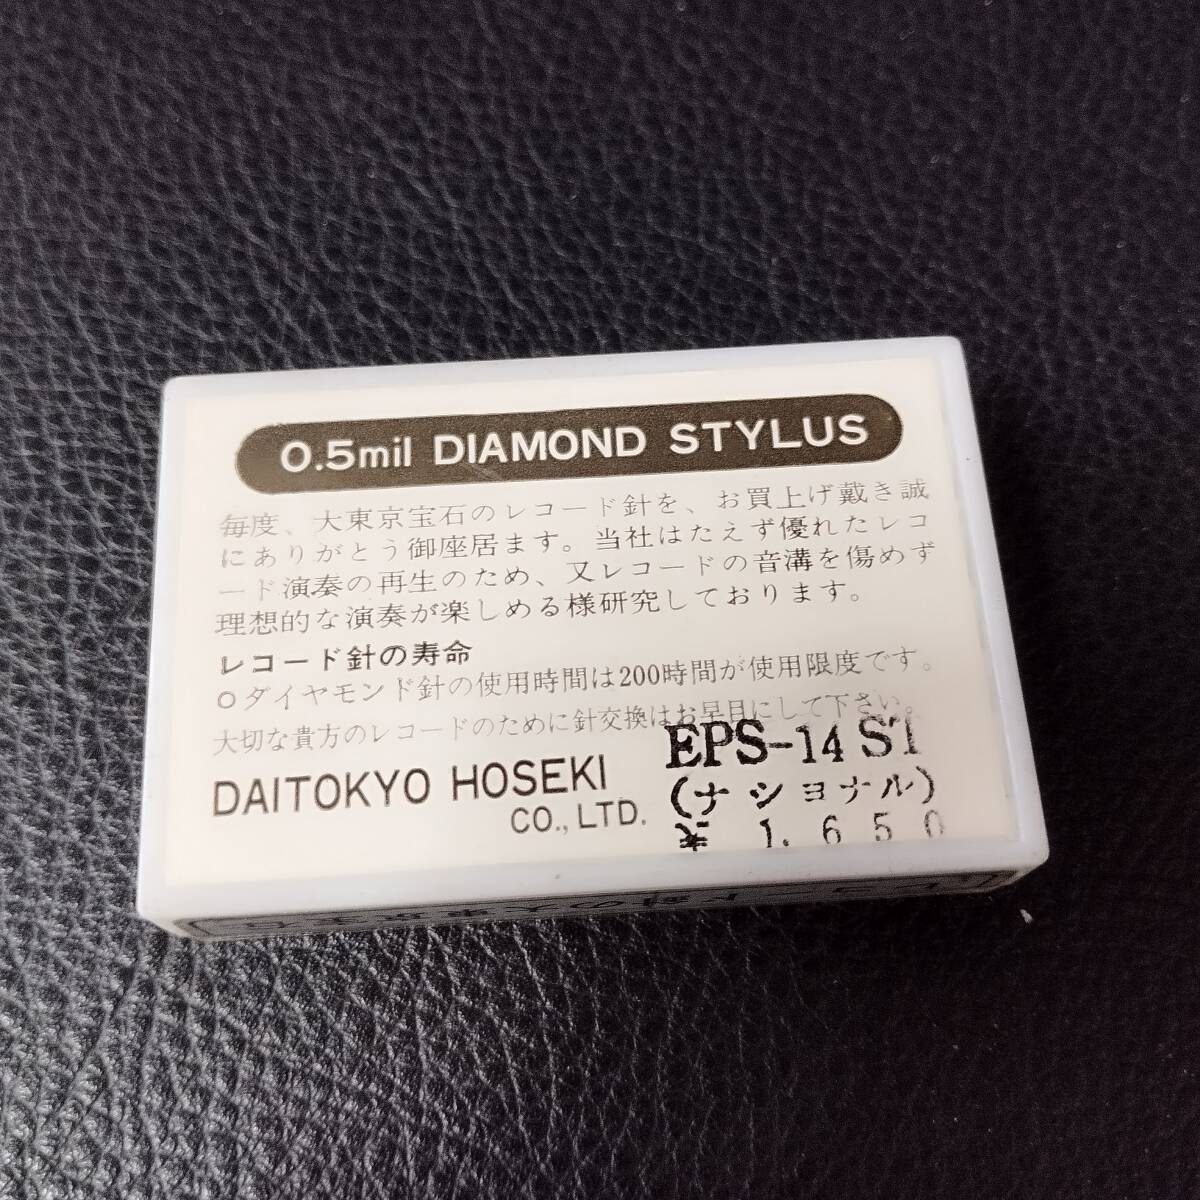 0.5mil DIAMOND STYLUS
毎度、大東京宝石のレコード針を、お買上げ戴き誠
にありがとう御座居ます。当社はたえず優れたレコ
ード演奏の再生のため、又レコードの音溝を傷めず
理想的な演奏が楽しめる様研究しております。
レコード針の寿命
○ダイヤモンド針の使用時間は200時間が使用限度です。
大切な貴方のレコードのために針交換はお早目にして下さい。
EPS-14 ST
(ナショナル)
1.650
DAITOKYO HOSEKI
CO., LTD.